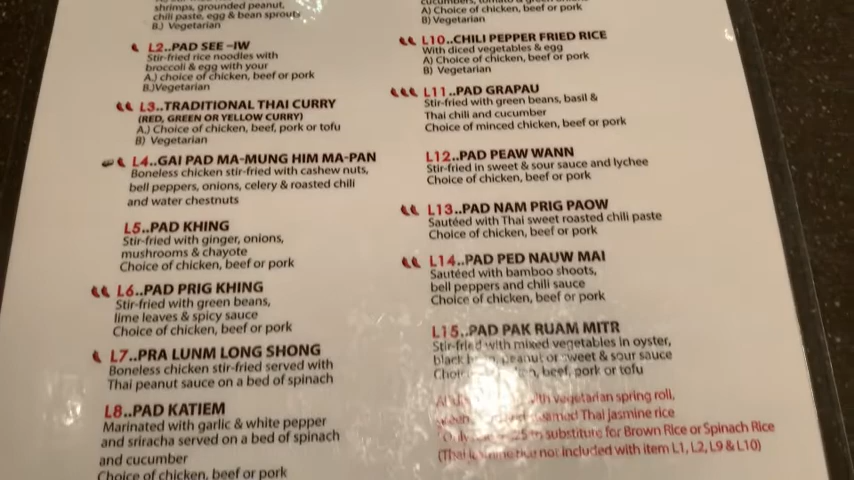 shrimps, grounded peanut,
chili paste, egg & bean sprouts
B.) Vegetarian
L2..PAD SEE –IW
Stir-fried rice noodles with
broccoli & egg with your
A.) choice of chicken, beef or pork
B.)Vegetarian
L3..TRADITIONAL THAI CURRY
(RED, GREEN OR YELLOW CURRY)
A.) Choice of chicken, beef, pork or tofu
B) Vegetarian
L4..GAI PAD MA-MUNG HIM MA-PAN
Boneless chicken stir-fried with cashew nuts,
bell peppers, onions, celery & roasted chili
and water chestnuts
L5..PAD KHING
Stir-fried with ginger, onions,
mushrooms & chayote
Choice of chicken, beef or pork
L6..PAD PRIG KHING
Stir-fried with green beans,
lime leaves & spicy sauce
Choice of chicken, beef or pork
L7..PRA LUNM LONG SHONG
Boneless chicken stir-fried served with
Thai peanut sauce on a bed of spinach
L8..PAD KATIEM
Marinated with garlic & white pepper
and sriracha served on a bed of spinach
and cucumber
Choice of chicken, beef or pork
A) Choice of chicken, beef or pork
B) Vegetarian
L10..CHILI PEPPER FRIED RICE
With diced vegetables & egg
A) Choice of chicken, beef or pork
B) Vegetarian
L11..PAD GRAPAU
Stir-fried with green beans, basil &
Thai chili and cucumber
Choice of minced chicken, beef or pork
L12..PAD PEAW WANN
Stir-fried in sweet & sour sauce and lychee
Choice of chicken, beef or pork
L13..PAD NAM PRIG PAOW
Sautéed with Thai sweet roasted chili paste
Choice of chicken, beef or pork
L14..PAD PED NAUW MAI
Sautéed with bamboo shoots,
bell peppers and chili sauce
Choice of chicken, beef or pork
L15..PAD PAK RUAM MITR
Stir-fried with mixed vegetables in oyster,
black bean, peanut or sweet & sour sauce
beef, pork or tofu
with vegetarian spring roll,
steamed Thai jasmine rice
to substitute for Brown Rice or Spinach Rice
(Thai jasmine rice not included with item L1, L2, L9 & L10)